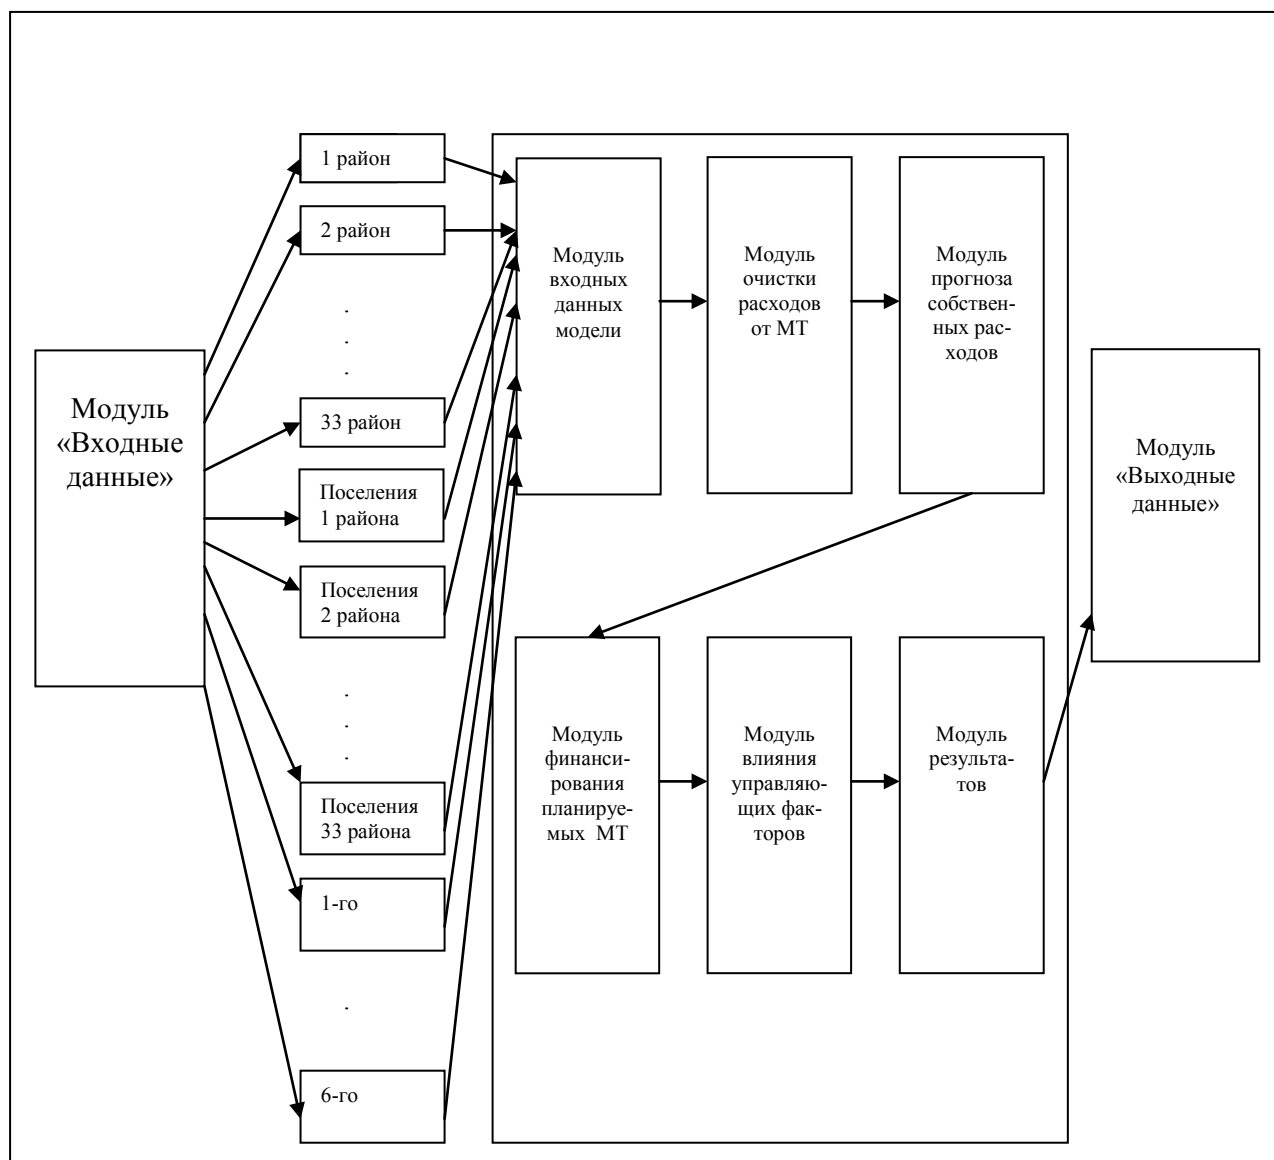 Модуль
«Входные
данные»
1 район
2 район
.
.
.
33 район
Поселения
1 района
Поселения
2 района
.
.
.
Поселения
33 района
1-го
.
6-го
Модуль
входных
данных
модели
Модуль
очистки
расходов
от МТ
Модуль
прогноза
собствен-
ных рас-
ходов
Модуль
финанси-
рования
планируе-
мых МТ
Модуль
влияния
управляю-
щих фак-
торов
Модуль
результа-
тов
Модуль
«Выходные
данные»